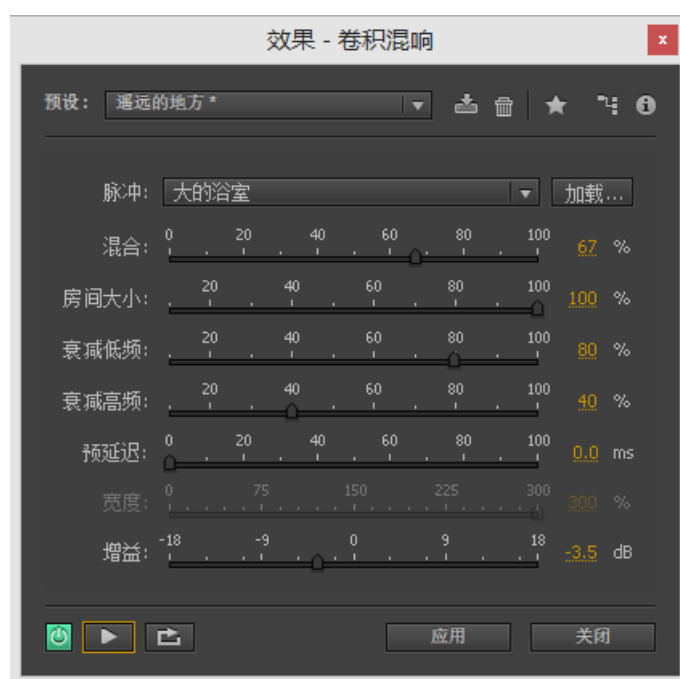 效果 - 卷积混响
x
预设： 遥远的地方 *
脉冲： 大的浴室 加载...
0 20 40 60 80 100
混合： 67 %
20 40 60 80 100
房间大小： 100 %
20 40 60 80 100
衰减低频： 80 %
20 40 60 80 100
衰减高频： 40 %
0 20 40 60 80 100
预延迟： 0.0 ms
0 75 150 225 300
宽度： 300 %
-18 -9 0 9 18
增益： -3.5 dB
应用 关闭